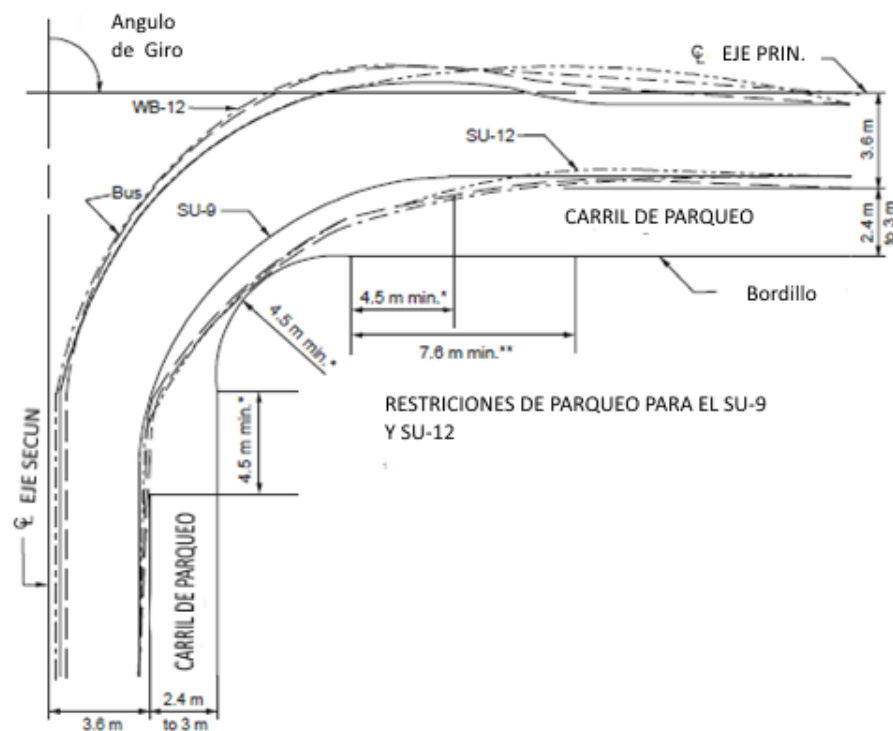 Angulo
de Giro
℄ EJE PRIN.
WB-12
SU-12
3.6 m
Bus
SU-9
CARRIL DE PARQUEO
2.4 m
to 3 m
4.5 m min.*
Bordillo
4.5 m min.*
7.6 m min.**
RESTRICIONES DE PARQUEO PARA EL SU-9
Y SU-12
4.5 m min.*
℄ EJE SECUN
CARRIL DE PARQUEO
2.4 m
3.6 m
to 3 m